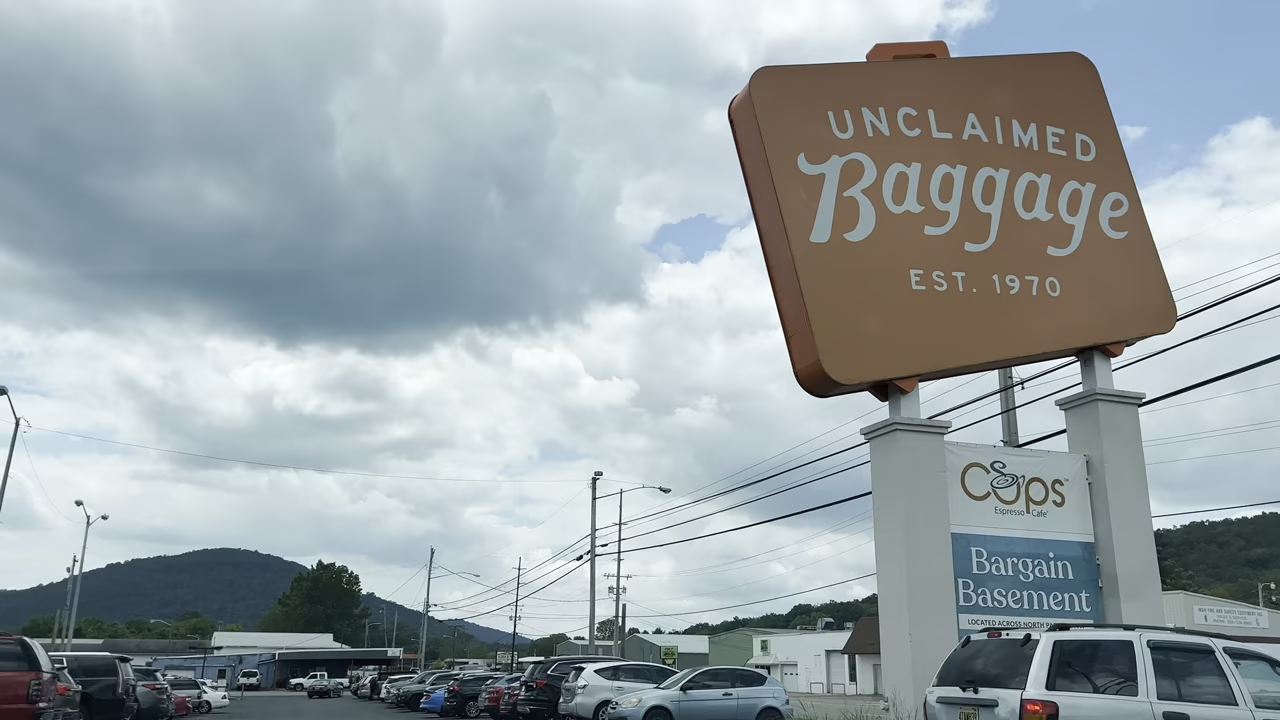 UNCLAIMED
Baggage
EST. 1970
Cups
Espresso Cafe'
Bargain
Basement
LOCATED ACROSS NORTH